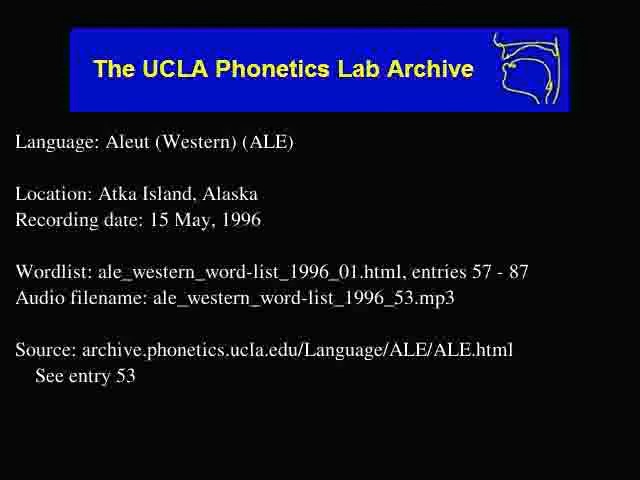 The UCLA Phonetics Lab Archive
Language: Aleut (Western) (ALE)
Location: Atka Island, Alaska
Recording date: 15 May, 1996
Wordlist: ale_western_word-list_1996_01.html, entries 57 - 87
Audio filename: ale_western_word-list_1996_53.mp3
Source: archive.phonetics.ucla.edu/Language/ALE/ALE.html
See entry 53